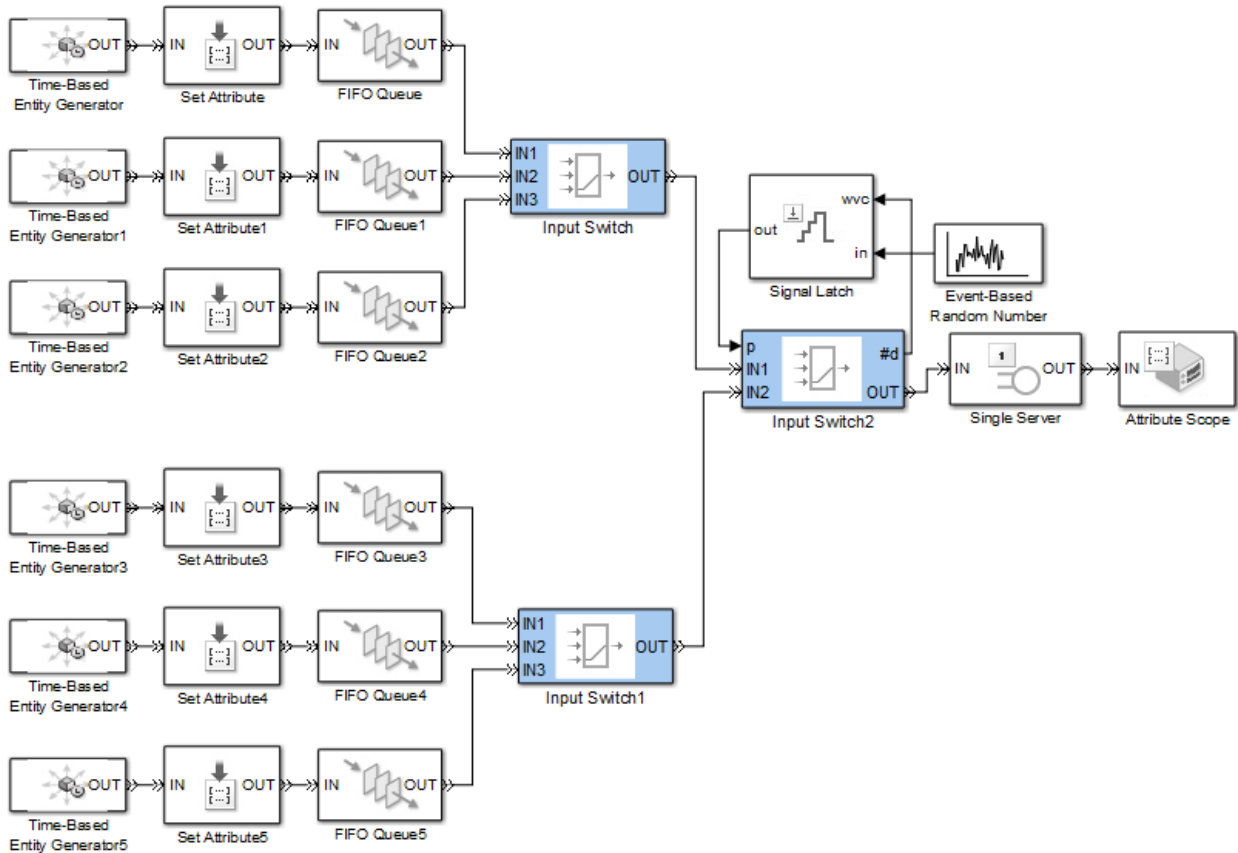 OUT
IN
OUT
IN
OUT
Time-Based
Entity Generator
Set Attribute
FIFO Queue
OUT
IN
OUT
IN
OUT
Time-Based
Entity Generator1
Set Attribute1
FIFO Queue1
IN1
IN2
IN3
OUT
Input Switch
wvc
out
in
Signal Latch
Event-Based
Random Number
OUT
IN
OUT
IN
OUT
Time-Based
Entity Generator2
Set Attribute2
FIFO Queue2
p
#d
IN1
IN2
OUT
Input Switch2
IN
1
OUT
Single Server
IN
[...]
Attribute Scope
OUT
IN
OUT
IN
OUT
Time-Based
Entity Generator3
Set Attribute3
FIFO Queue3
OUT
IN
OUT
IN
OUT
Time-Based
Entity Generator4
Set Attribute4
FIFO Queue4
IN1
IN2
IN3
OUT
Input Switch1
OUT
IN
OUT
IN
OUT
Time-Based
Entity Generator5
Set Attribute5
FIFO Queue5